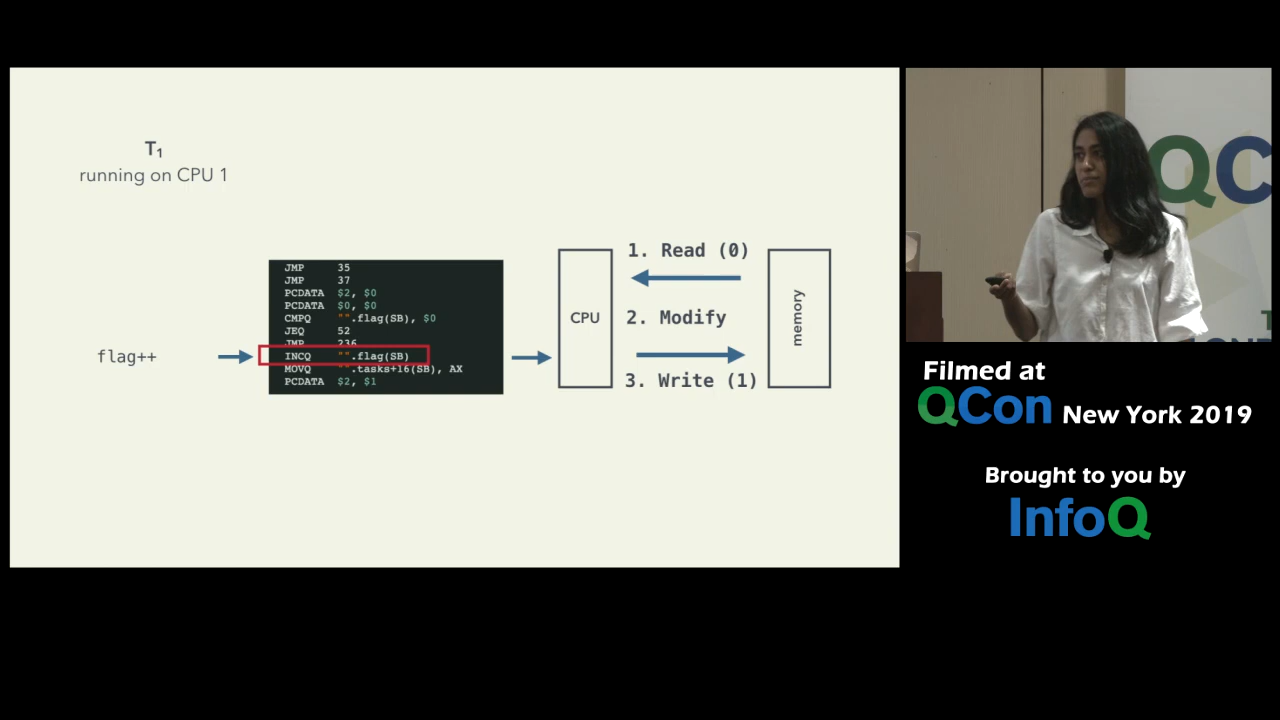 T1
running on CPU 1
JMP 35
JMP 37
PCDATA $2, $0
PCDATA $0, $0
CMPQ "".flag(SB), $0
JEQ 52
JMP 236
INCQ "".flag(SB)
MOVQ "".tasks+16(SB), AX
PCDATA $2, $1
flag++
CPU
1. Read (0)
2. Modify
3. Write (1)
memory
QC
Filmed at
QCon New York 2019
Brought to you by
InfoQ